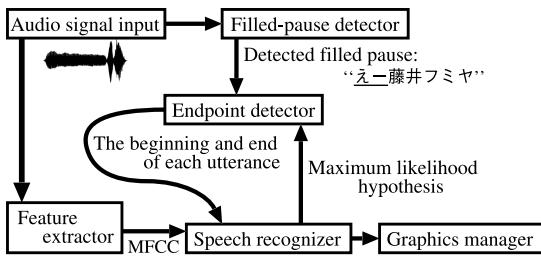 Audio signal input
Filled-pause detector
Detected filled pause:
“えー藤井フミヤ”
Endpoint detector
The beginning and end
of each utterance
Maximum likelihood
hypothesis
Feature
extractor
MFCC
Speech recognizer
Graphics manager